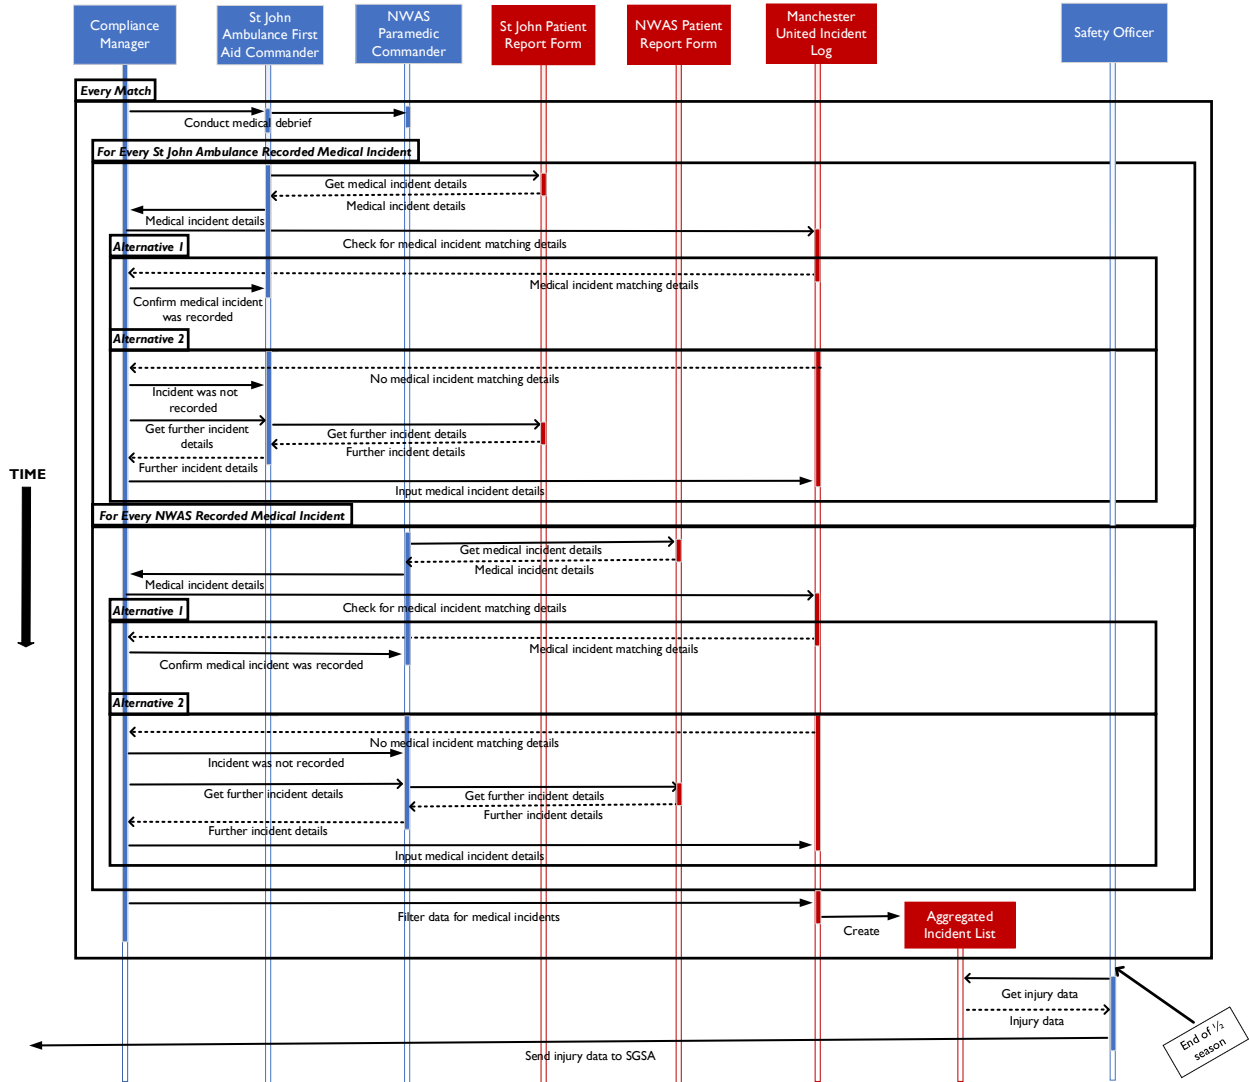 Compliance
Manager
St John
Ambulance First
Aid Commander
NWAS
Paramedic
Commander
St John Patient
Report Form
NWAS Patient
Report Form
Manchester
United Incident
Log
Safety Officer
Every Match
Conduct medical debrief
For Every St John Ambulance Recorded Medical Incident
Get medical incident details
Medical incident details
Medical incident details
Check for medical incident matching details
Alternative 1
Medical incident matching details
Confirm medical incident
was recorded
Alternative 2
No medical incident matching details
Incident was not
recorded
Get further incident
details
Get further incident details
Further incident details
Further incident details
TIME
Input medical incident details
For Every NWAS Recorded Medical Incident
Get medical incident details
Medical incident details
Medical incident details
Check for medical incident matching details
Alternative 1
Medical incident matching details
Confirm medical incident was recorded
Alternative 2
No medical incident matching details
Incident was not recorded
Get further incident details
Get further incident details
Further incident details
Further incident details
Input medical incident details
Filter data for medical incidents
Create
Aggregated
Incident List
Get injury data
Injury data
End of ½
season
Send injury data to SGSA